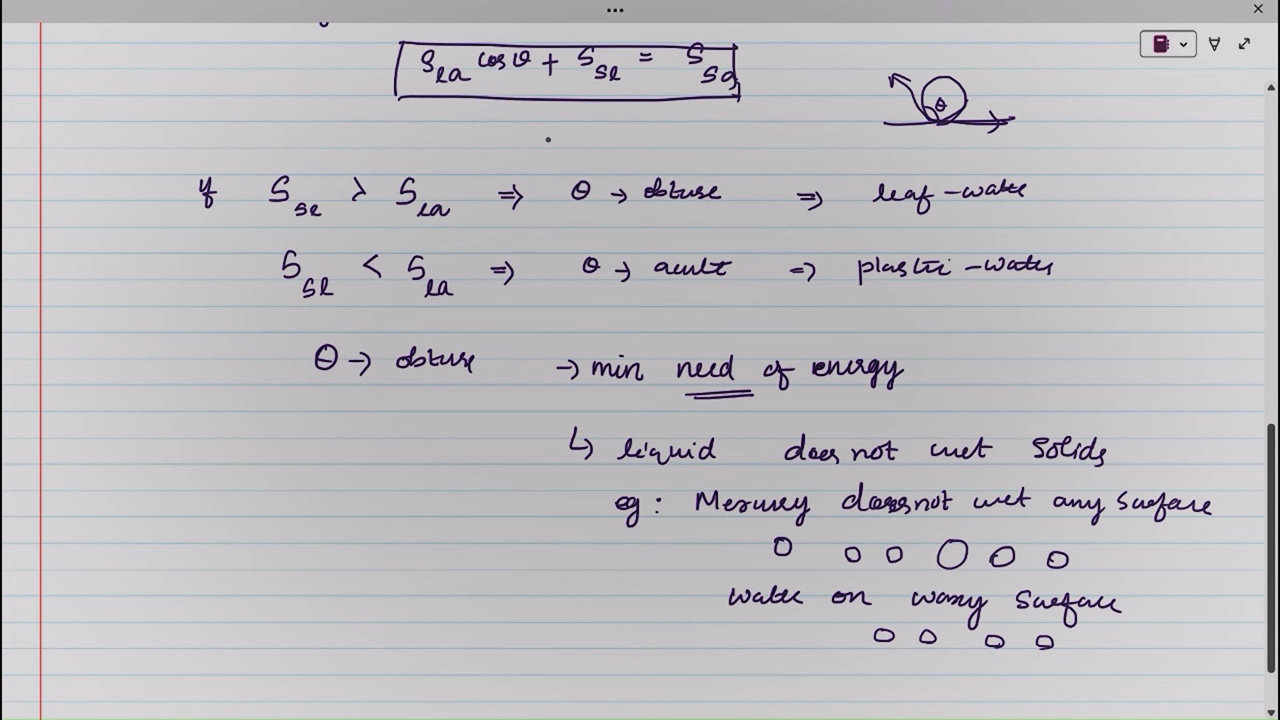 S_la cosθ + S_sl = S_sa
θ
If S_sl > S_la ⇒ θ → obtuse ⇒ leaf-water
S_sl < S_la ⇒ θ → acute ⇒ plastic-water
θ → obtuse → min need of energy
↳ liquid does not wet solids
eg: Mercury does not wet any surface
water on waxy surface